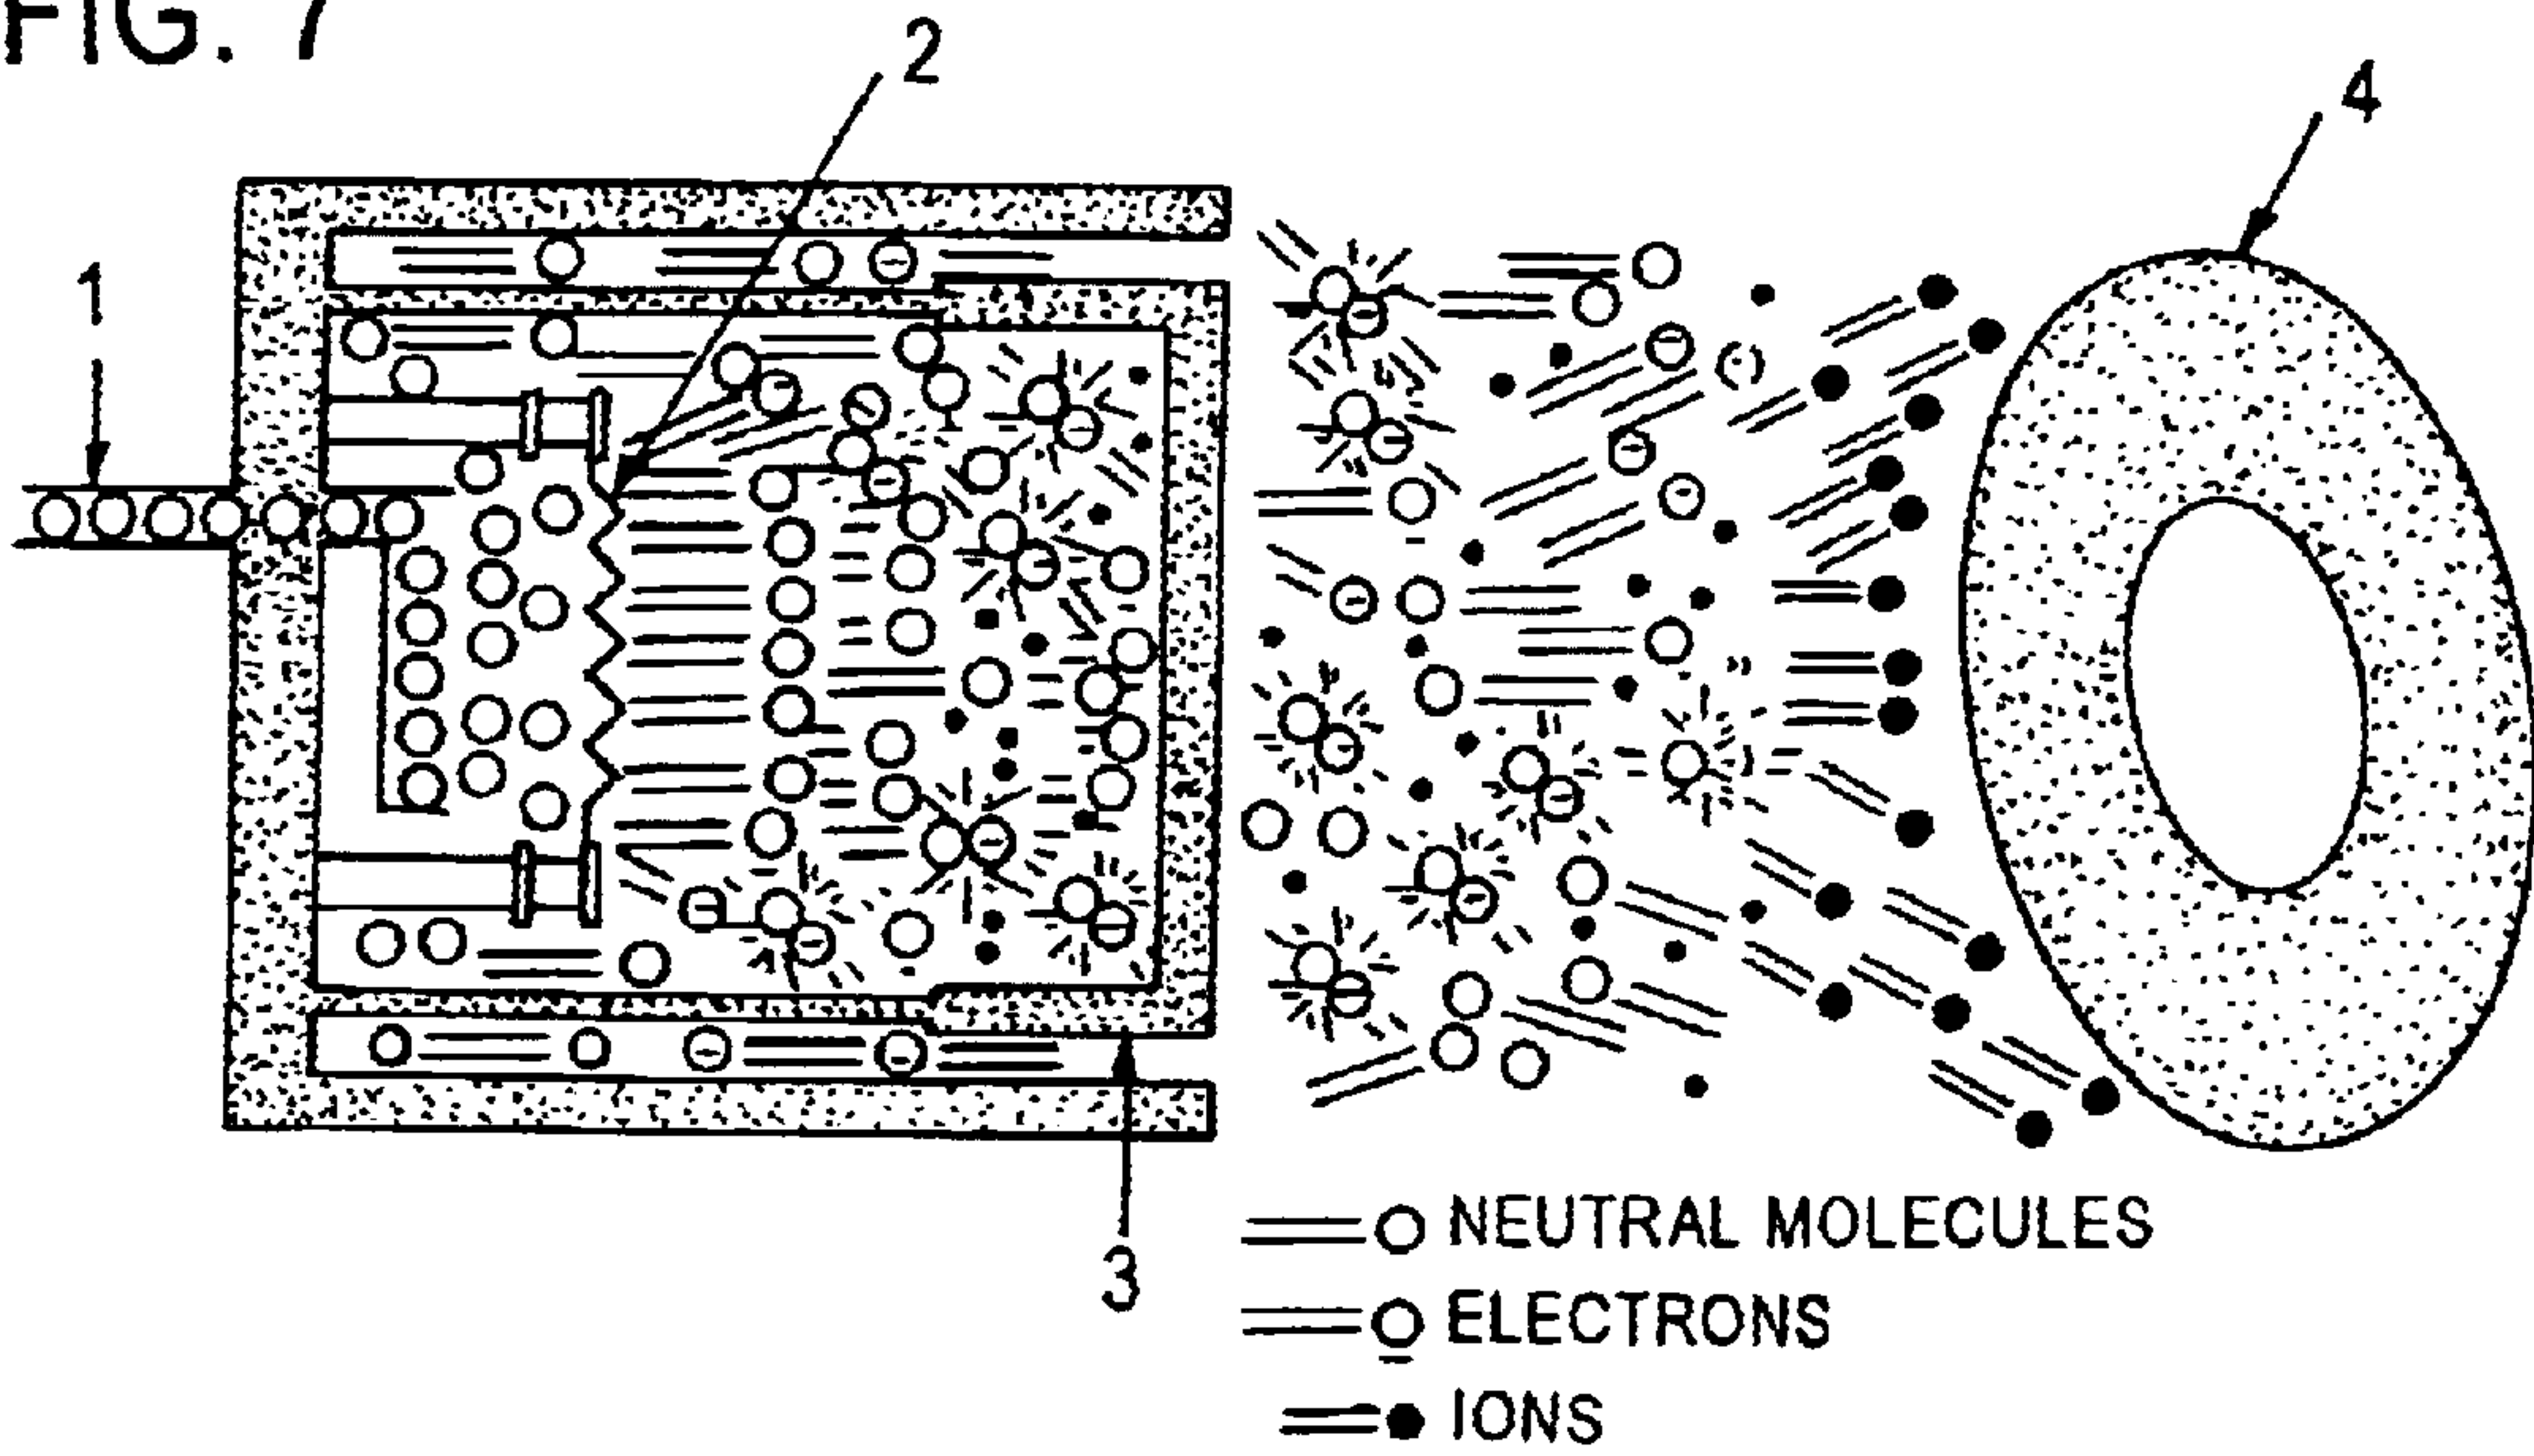 FIG. 7
2
4
1
3
NEUTRAL MOLECULES
ELECTRONS
IONS